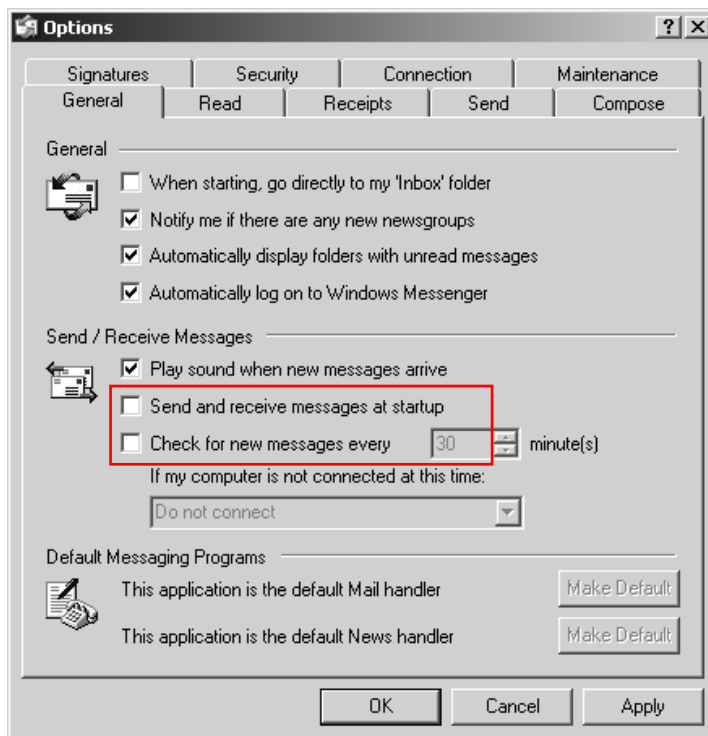 Options
Signatures Security Connection Maintenance
General Read Receipts Send Compose
General
When starting, go directly to my 'Inbox' folder
Notify me if there are any new newsgroups
Automatically display folders with unread messages
Automatically log on to Windows Messenger
Send / Receive Messages
Play sound when new messages arrive
Send and receive messages at startup
Check for new messages every 30 minute(s)
If my computer is not connected at this time:
Do not connect
Default Messaging Programs
This application is the default Mail handler Make Default
This application is the default News handler Make Default
OK Cancel Apply